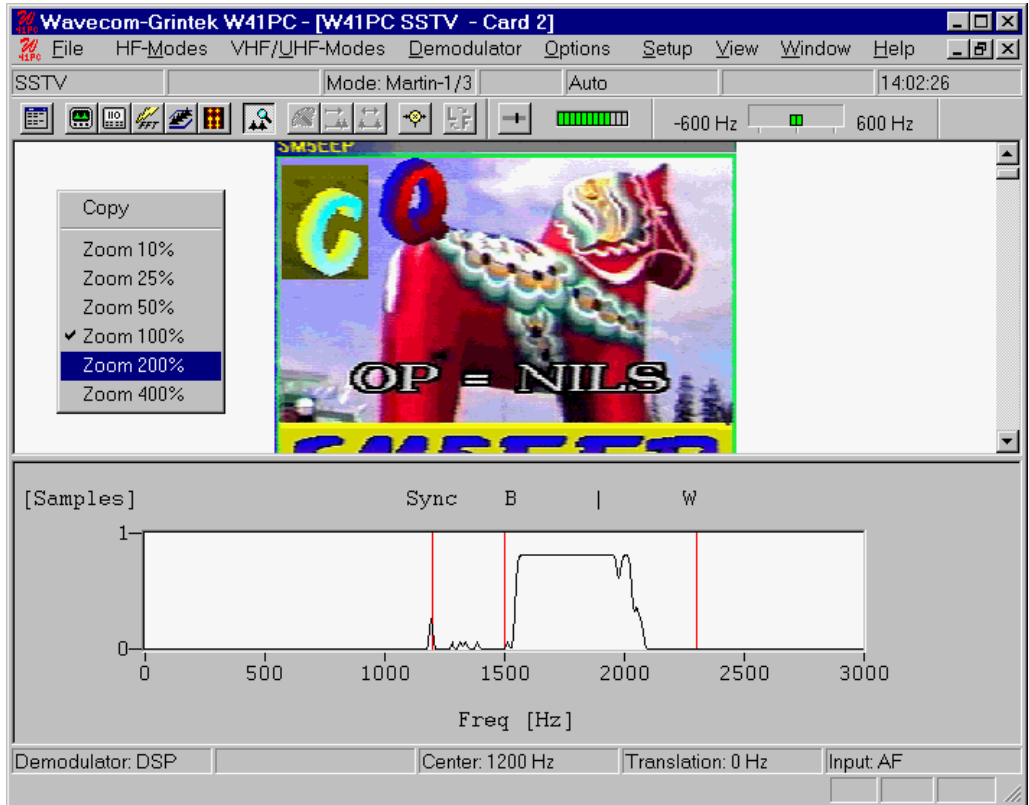 Wavecom-Grintek W41PC - [W41PC SSTV - Card 2]
File HF-Modes VHF/UHF-Modes Demodulator Options Setup View Window Help
SSTV Mode: Martin-1/3 Auto 14:02:26
FFT -600 Hz 600 Hz
SM5EEP
CQ
Copy
Zoom 10%
Zoom 25%
Zoom 50%
Zoom 100%
Zoom 200%
Zoom 400%
OP = NILS
SM5EEP
[Samples] Sync B | W
1
0
0 500 1000 1500 2000 2500 3000
Freq [Hz]
Demodulator: DSP Center: 1200 Hz Translation: 0 Hz Input: AF